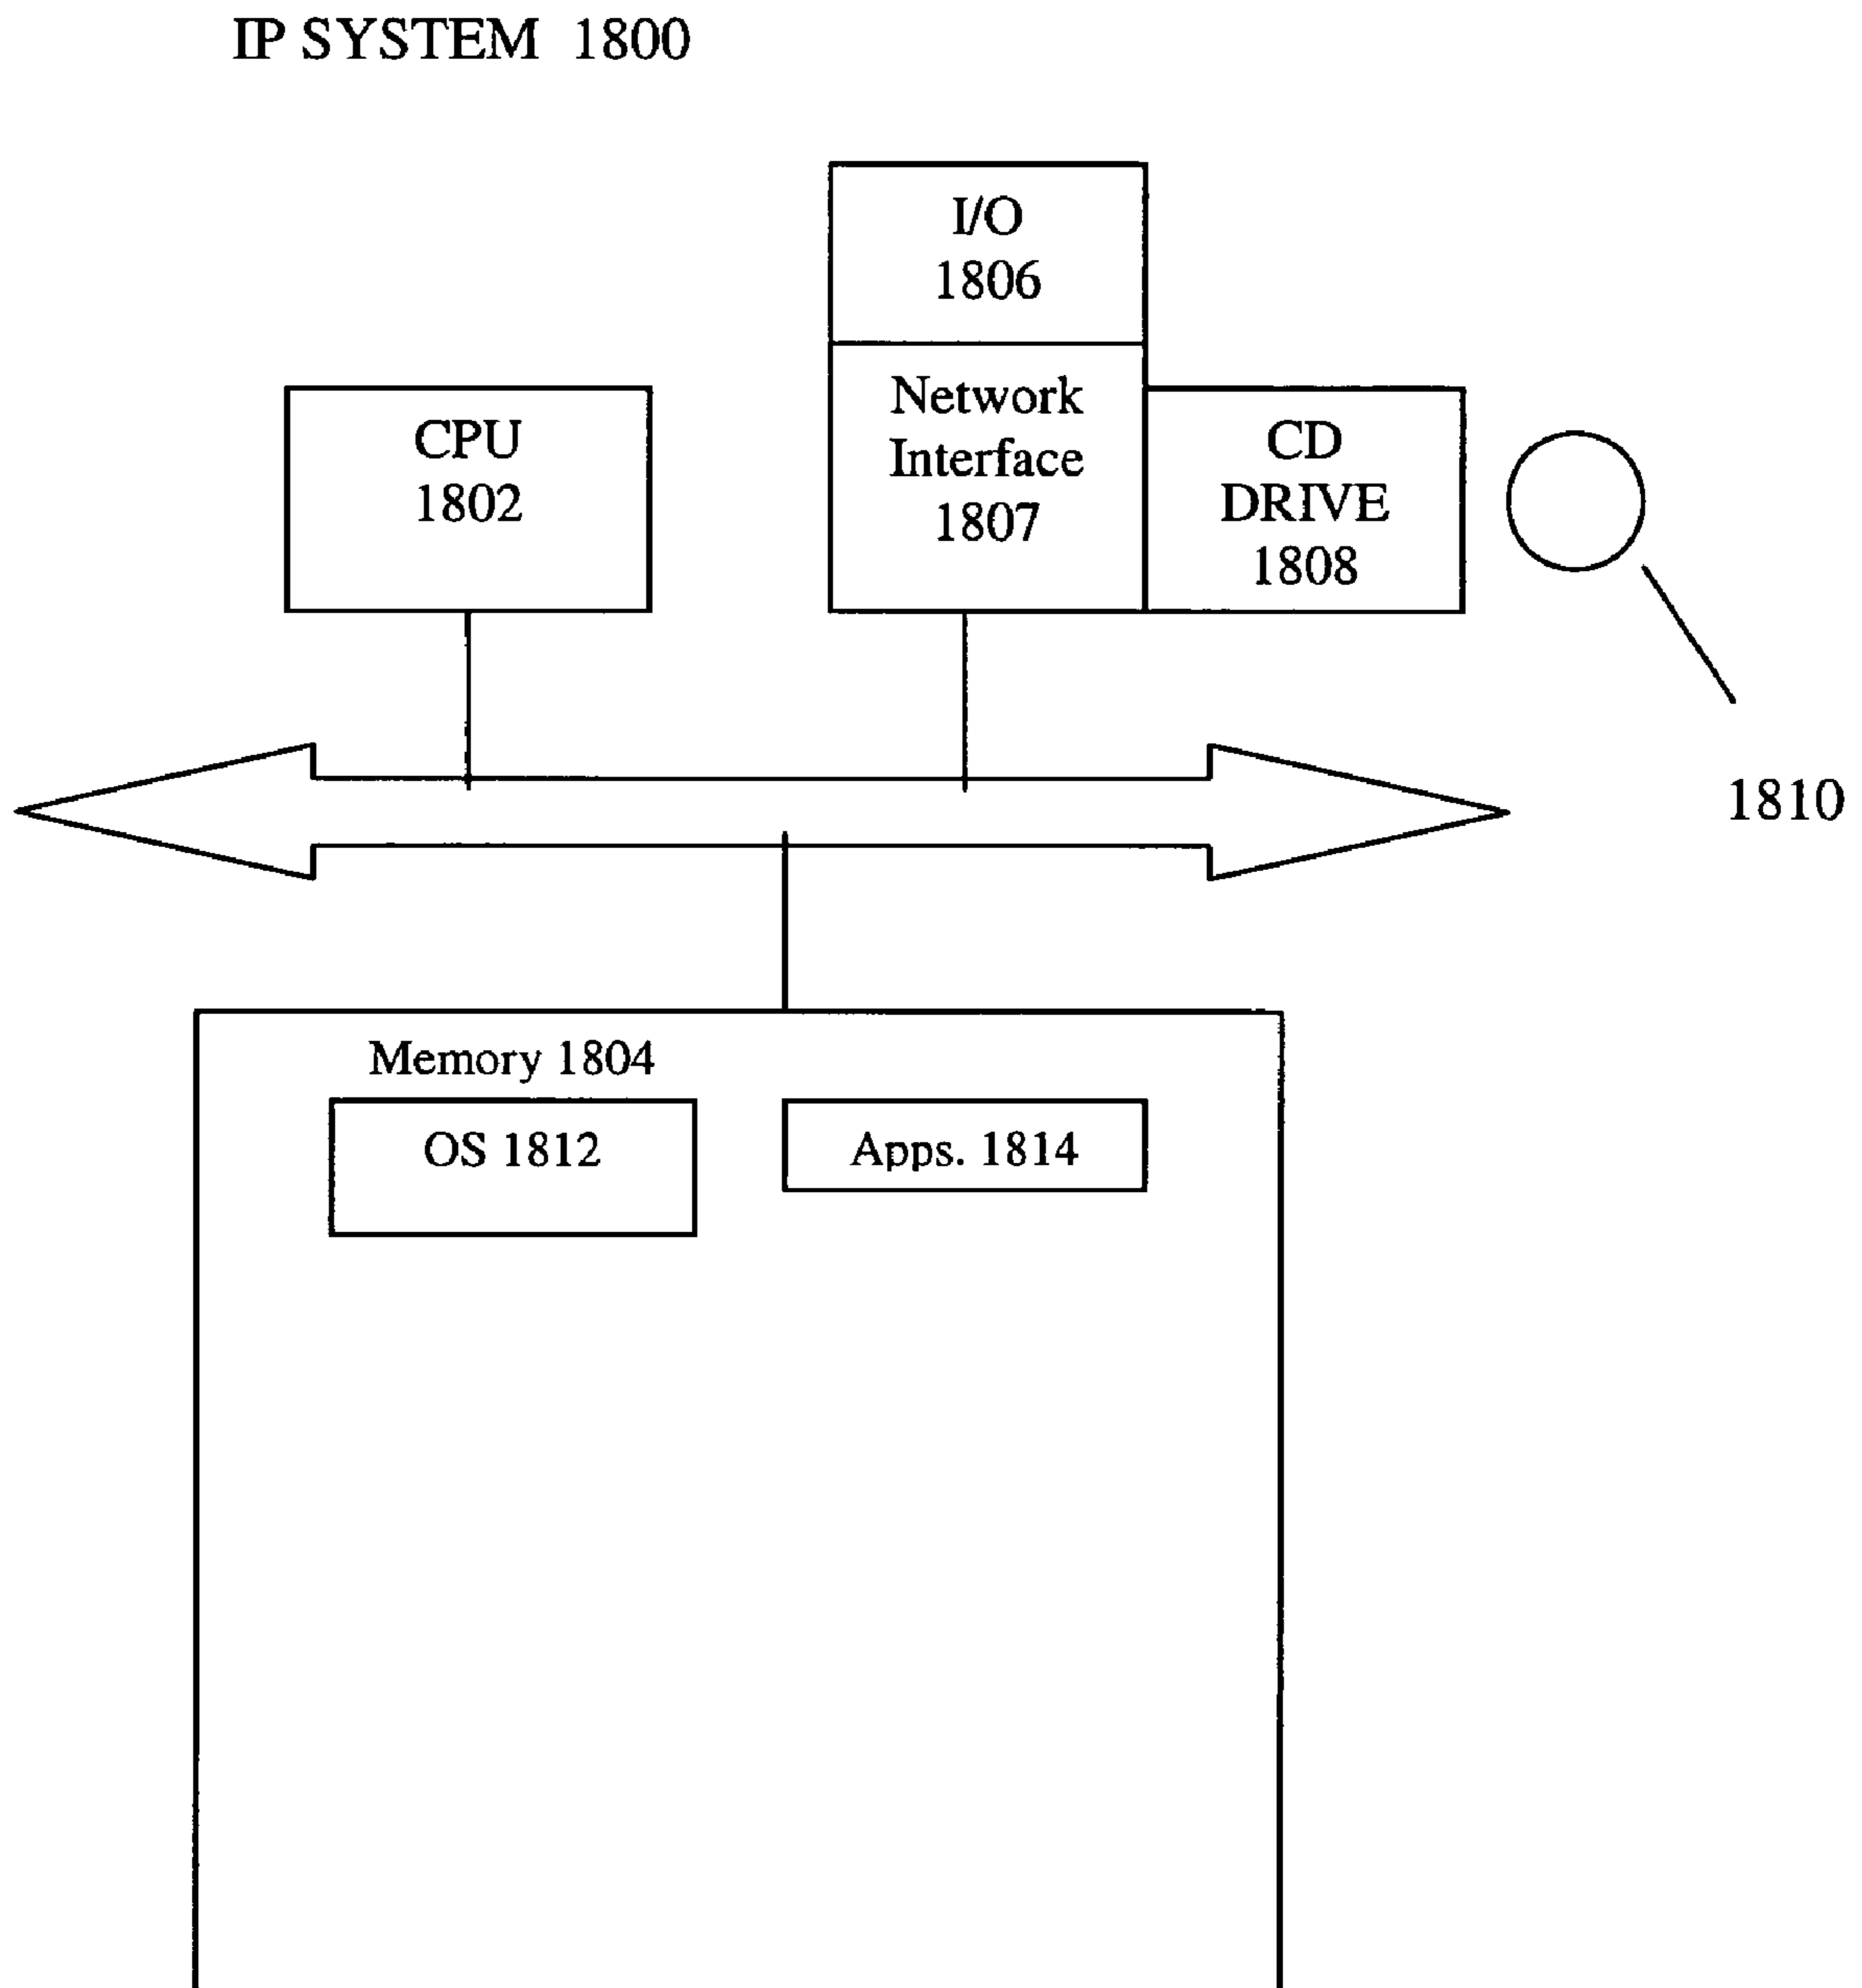 IP SYSTEM 1800
I/O
1806
Network
Interface
1807
CPU
1802
CD
DRIVE
1808
1810
Memory 1804
OS 1812
Apps. 1814